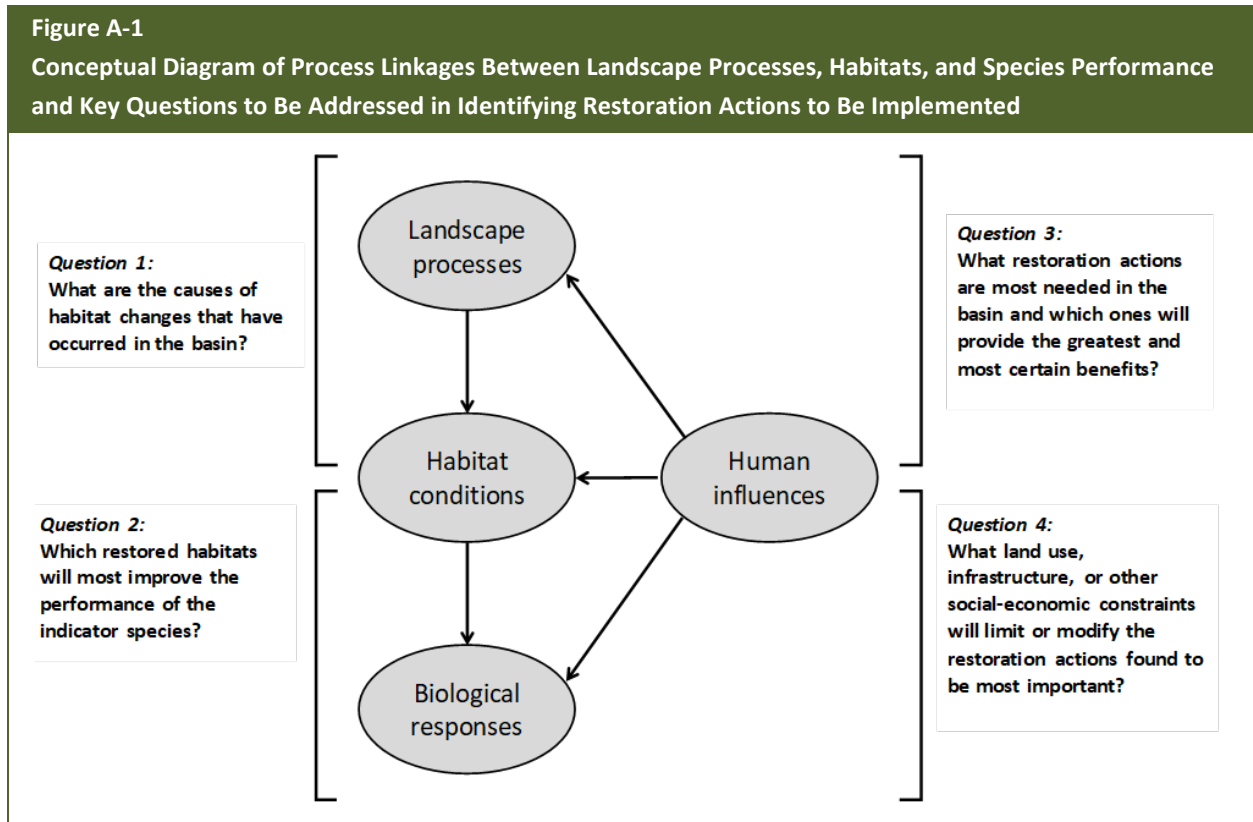 Figure A-1
Conceptual Diagram of Process Linkages Between Landscape Processes, Habitats, and Species Performance
and Key Questions to Be Addressed in Identifying Restoration Actions to Be Implemented
Question 1:
What are the causes of
habitat changes that have
occurred in the basin?
Question 2:
Which restored habitats
will most improve the
performance of the
indicator species?
Landscape
processes
Habitat
conditions
Biological
responses
Human
influences
Question 3:
What restoration actions
are most needed in the
basin and which ones will
provide the greatest and
most certain benefits?
Question 4:
What land use,
infrastructure, or other
social-economic constraints
will limit or modify the
restoration actions found to
be most important?